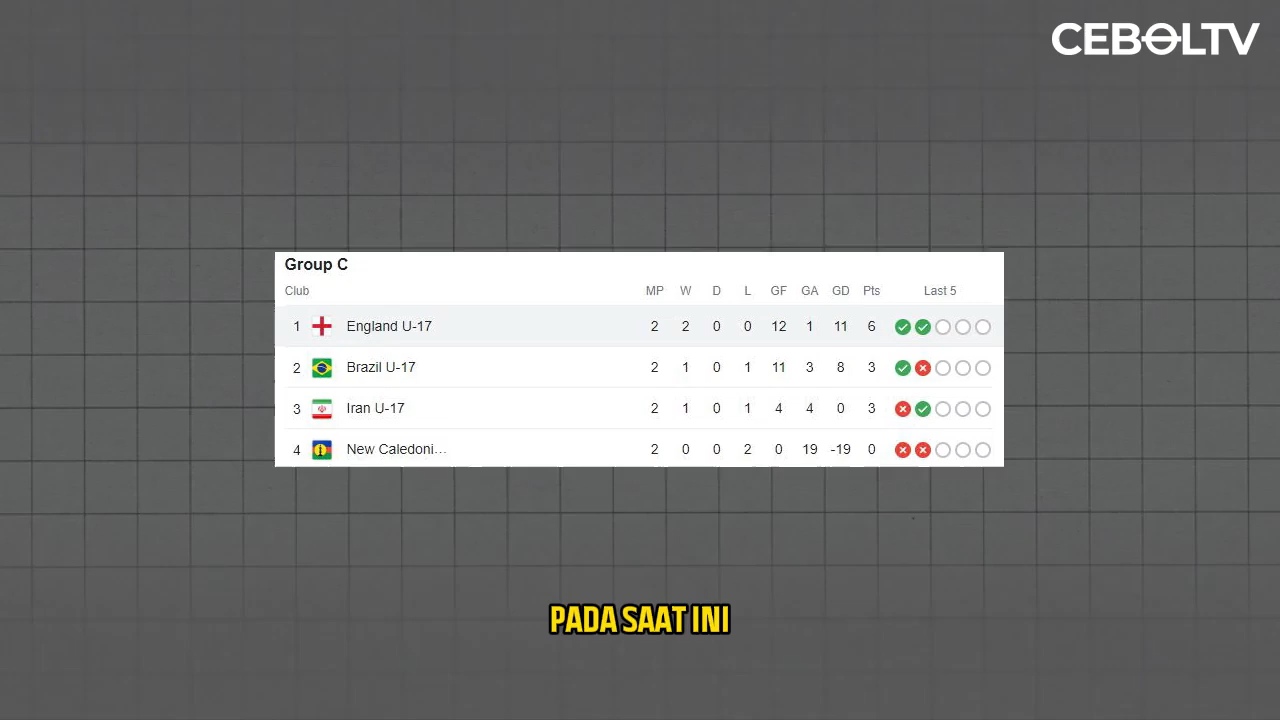 CEBOLTV
Group C
Club MP W D L GF GA GD Pts Last 5
1 England U-17 2 2 0 0 12 1 11 6
2 Brazil U-17 2 1 0 1 11 3 8 3
3 Iran U-17 2 1 0 1 4 4 0 3
4 New Caledoni... 2 0 0 2 0 19 -19 0
PADA SAAT INI